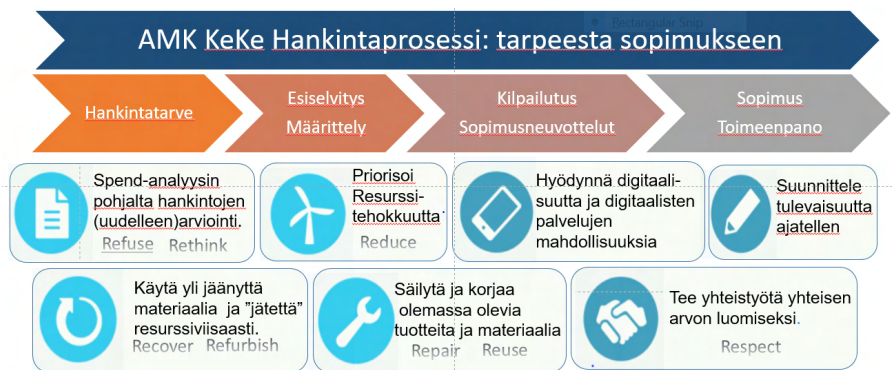 Rectangular Snip
AMK KeKe Hankintaprosessi: tarpeesta sopimukseen
Hankintatarve
Esiselvitys
Määrittely
Kilpailutus
Sopimusneuvottelut
Sopimus
Toimeenpano
Spend-analyysin
pohjalta hankintojen
(uudelleen)arviointi.
Refuse Rethink
Priorisoi
Resurssi-
tehokkuutta
Reduce
Hyödynnä digitaali-
suutta ja digitaalisten
palvelujen
mahdollisuuksia
Suunnittele
tulevaisuutta
ajatellen
Käytä yli jäänyttä
materiaalia ja ”jätettä”
resurssiviisaasti.
Recover Refurbish
Säilytä ja korjaa
olemassa olevia
tuotteita ja materiaalia
Repair Reuse
Tee yhteistyötä yhteisen
arvon luomiseksi.
Respect